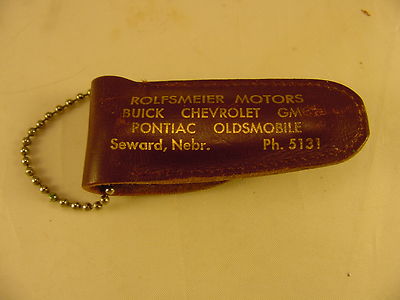 ROLFSMEIER MOTORS
BUICK CHEVROLET GMC
PONTIAC OLDSMOBILE
Seward, Nebr. Ph. 5131